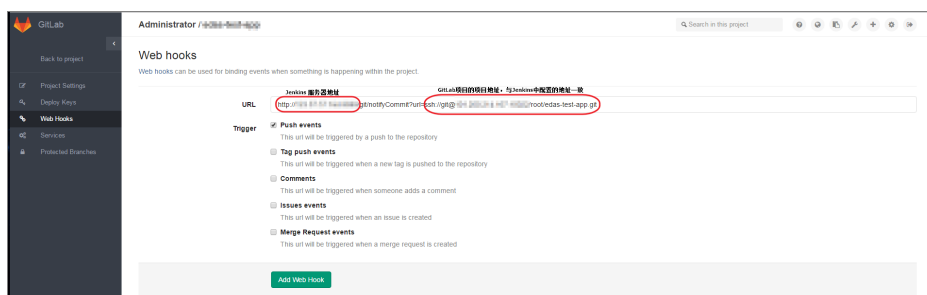 GitLab
Administrator /
Search in this project
Back to project
Web hooks
Web hooks can be used for binding events when something is happening within the project.
Project Settings
Deploy Keys
Web Hooks
Services
Protected Branches
Jenkins 服务器地址
GitLab项目的项目地址，与Jenkins中配置的地址一致
URL
http:// git/notifyCommit?url=ssh://git@ /root/edas-test-app.git
Trigger
Push events
This url will be triggered by a push to the repository
Tag push events
This url will be triggered when a new tag is pushed to the repository
Comments
This url will be triggered when someone adds a comment
Issues events
This url will be triggered when an issue is created
Merge Request events
This url will be triggered when a merge request is created
Add Web Hook